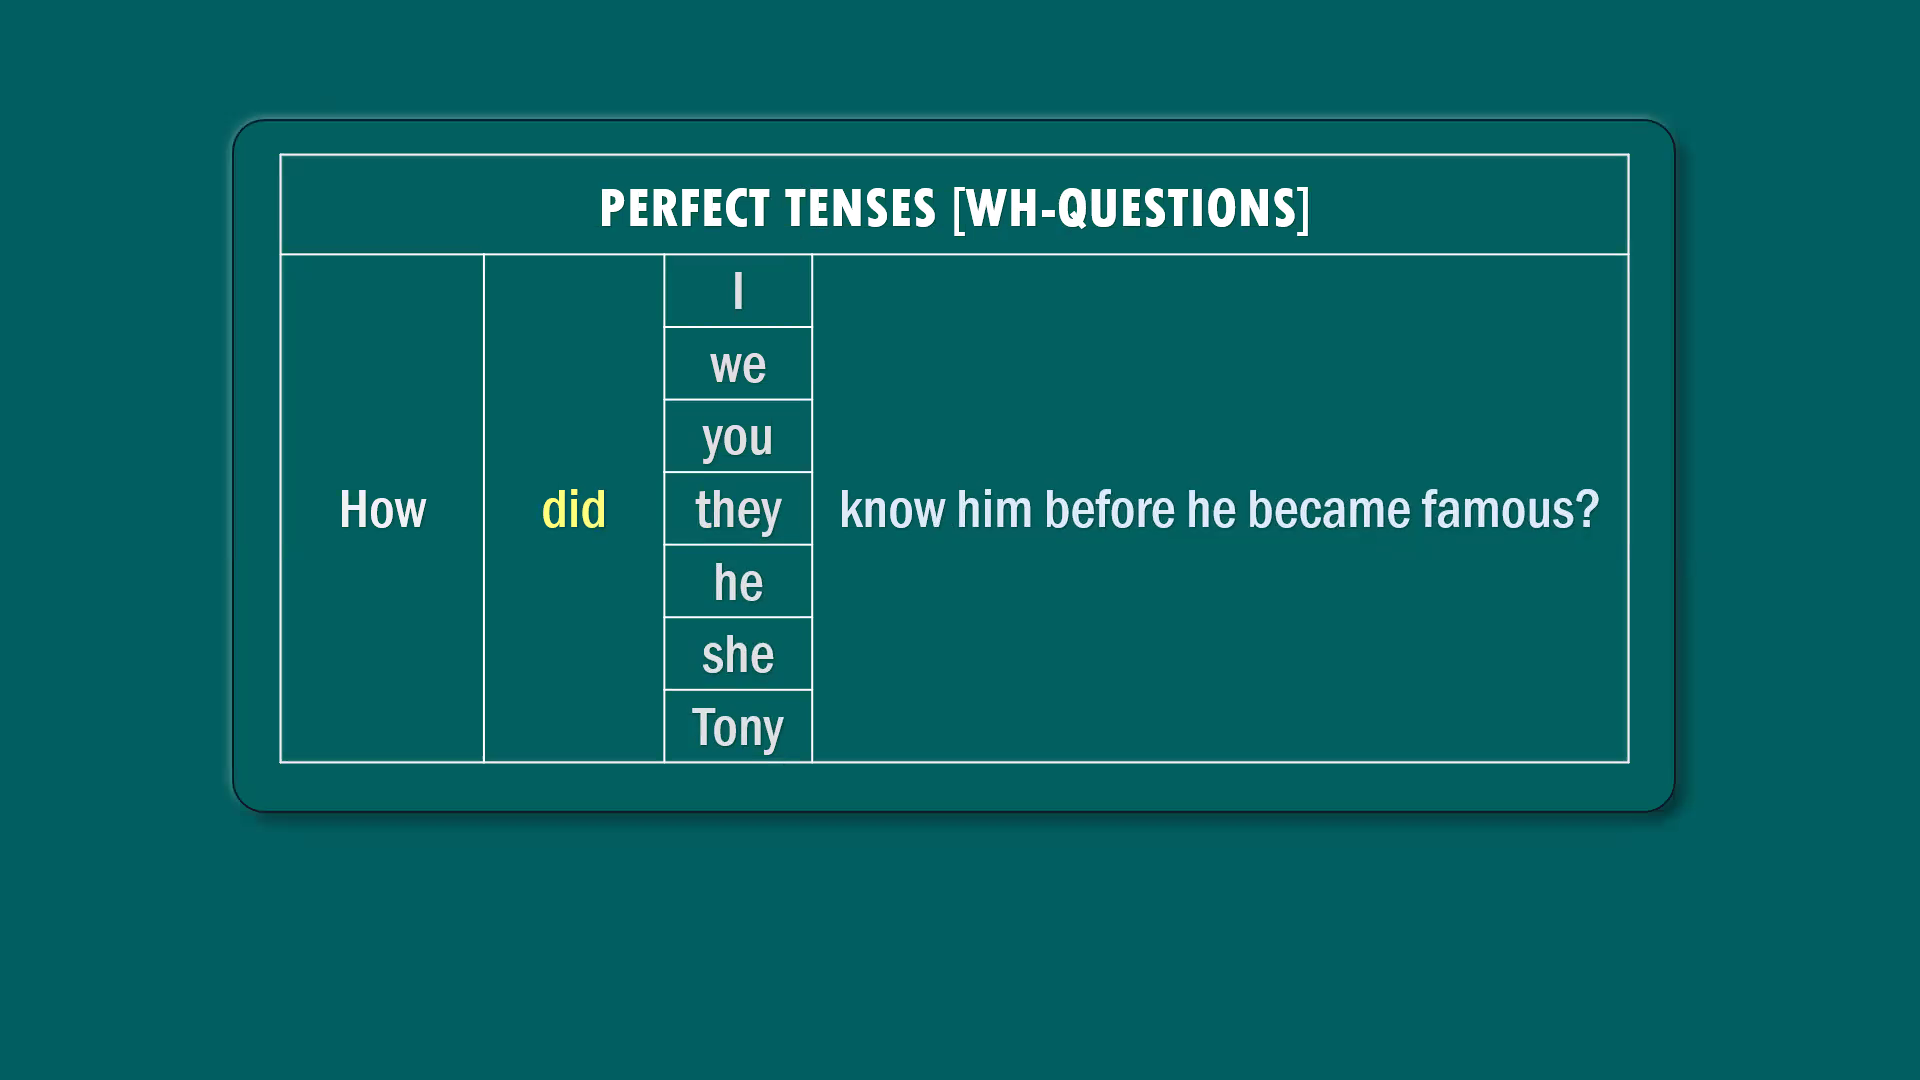 PERFECT TENSES [WH-QUESTIONS]
How did
I
we
you
they
he
she
Tony
know him before he became famous?